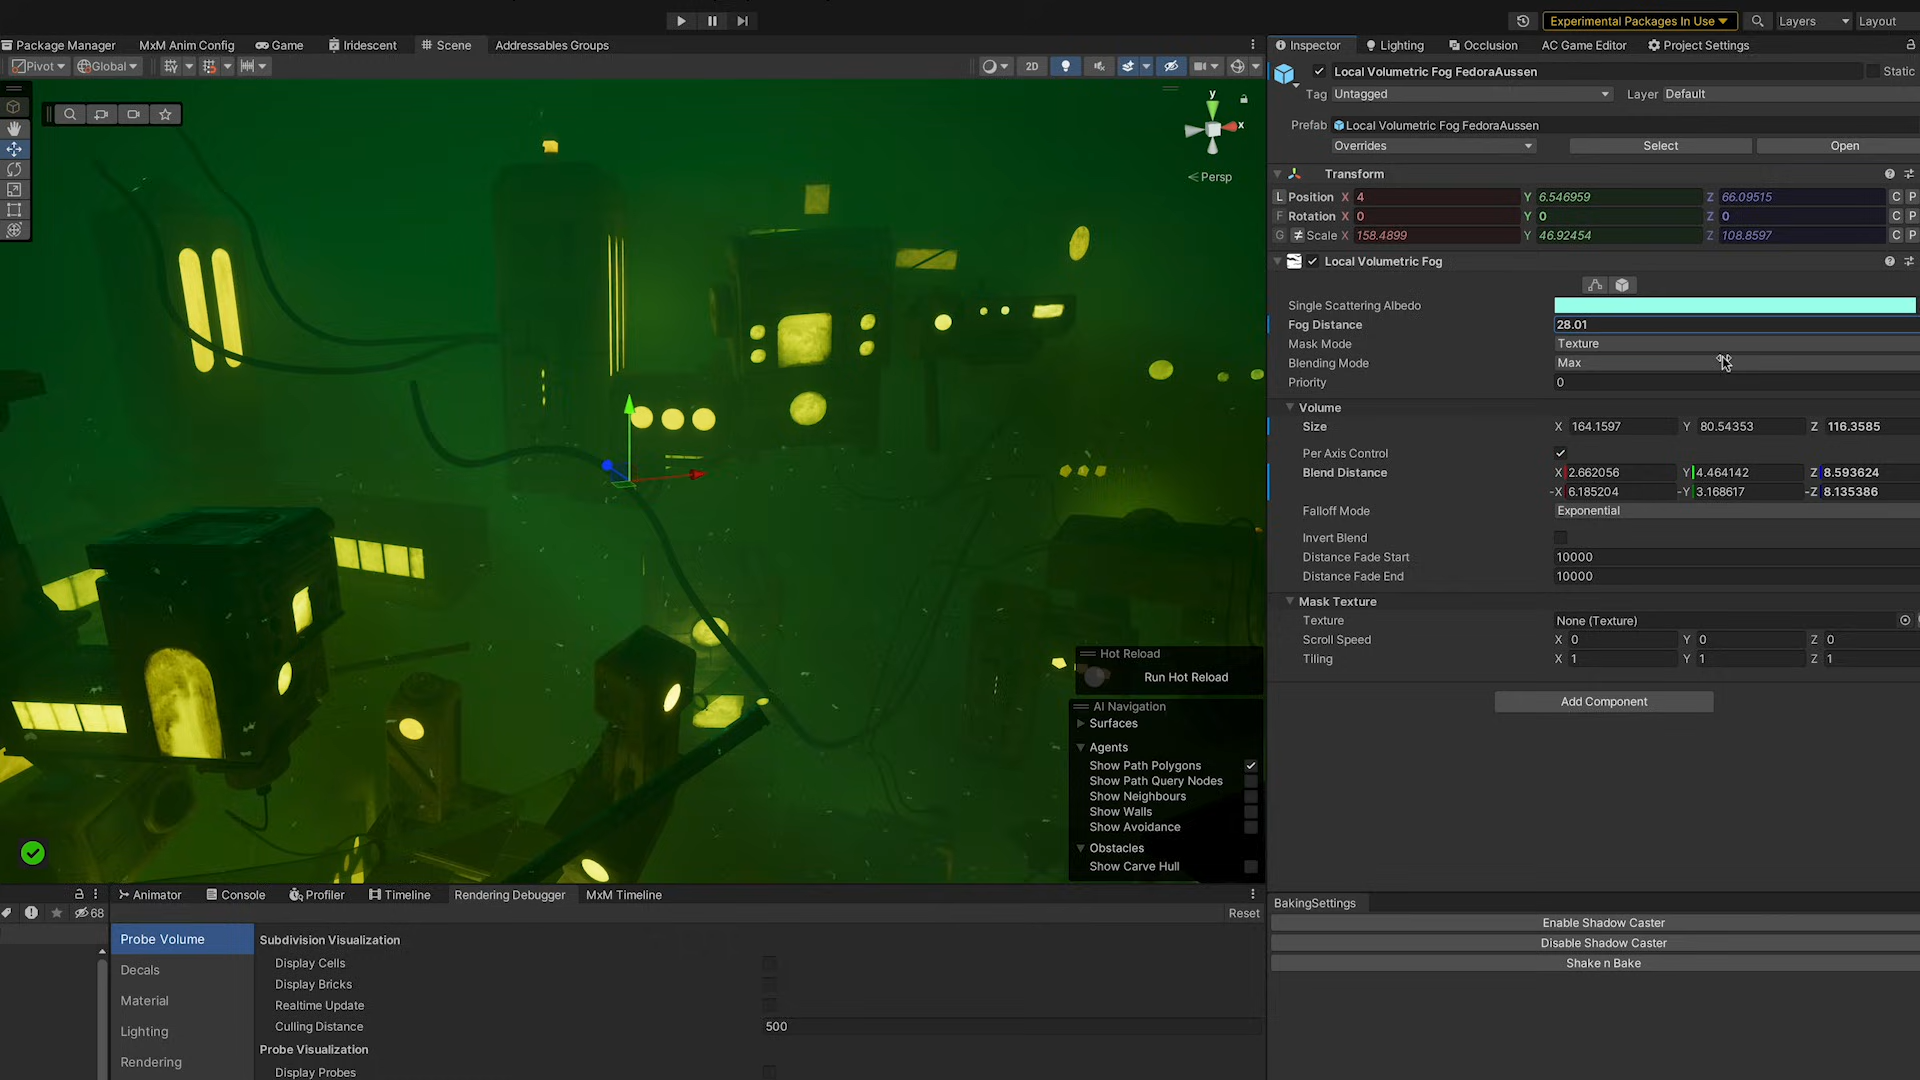 Experimental Packages In Use
Layers
Layout
Package Manager
MxM Anim Config
Game
Iridescent
Scene
Addressables Groups
Inspector
Lighting
Occlusion
AC Game Editor
Project Settings
Pivot
Global
2D
Local Volumetric Fog FedoraAussen
Static
Tag Untagged
Layer Default
Prefab Local Volumetric Fog FedoraAussen
Overrides
Select
Open
y
x
Persp
Transform
L Position X 4 Y 6.546959 Z 66.09515 C P
F Rotation X 0 Y 0 Z 0 C P
G Scale X 158.4899 Y 46.92454 Z 108.8597 C P
Local Volumetric Fog
Single Scattering Albedo
Fog Distance 28.01
Mask Mode Texture
Blending Mode Max
Priority 0
Volume
Size X 164.1597 Y 80.54353 Z 116.3585
Per Axis Control
Blend Distance X 2.662056 Y 4.464142 Z 8.593624
-X 6.185204 -Y 3.168617 -Z 8.135386
Falloff Mode Exponential
Invert Blend
Distance Fade Start 10000
Distance Fade End 10000
Mask Texture
Texture None (Texture)
Scroll Speed X 0 Y 0 Z 0
Tiling X 1 Y 1 Z 1
Add Component
Hot Reload
Run Hot Reload
AI Navigation
Surfaces
Agents
Show Path Polygons
Show Path Query Nodes
Show Neighbours
Show Walls
Show Avoidance
Obstacles
Show Carve Hull
Animator
Console
Profiler
Timeline
Rendering Debugger
MxM Timeline
68
Reset
Probe Volume
Decals
Material
Lighting
Rendering
Subdivision Visualization
Display Cells
Display Bricks
Realtime Update
Culling Distance 500
Probe Visualization
Display Probes
BakingSettings
Enable Shadow Caster
Disable Shadow Caster
Shake n Bake